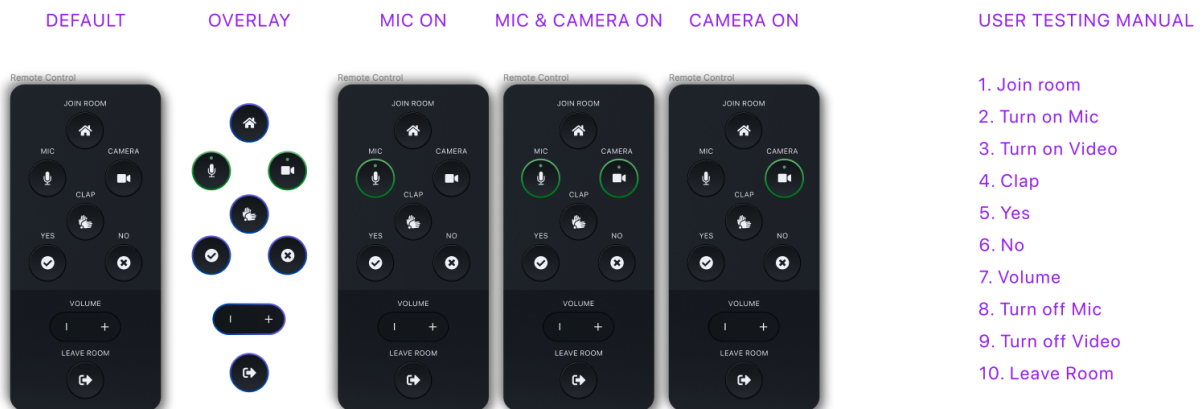 DEFAULT
OVERLAY
MIC ON
MIC & CAMERA ON
CAMERA ON
USER TESTING MANUAL
Remote Control
JOIN ROOM
MIC
CAMERA
CLAP
YES
NO
VOLUME
LEAVE ROOM
Remote Control
JOIN ROOM
MIC
CAMERA
CLAP
YES
NO
VOLUME
LEAVE ROOM
Remote Control
JOIN ROOM
MIC
CAMERA
CLAP
YES
NO
VOLUME
LEAVE ROOM
Remote Control
JOIN ROOM
MIC
CAMERA
CLAP
YES
NO
VOLUME
LEAVE ROOM
1. Join room
2. Turn on Mic
3. Turn on Video
4. Clap
5. Yes
6. No
7. Volume
8. Turn off Mic
9. Turn off Video
10. Leave Room